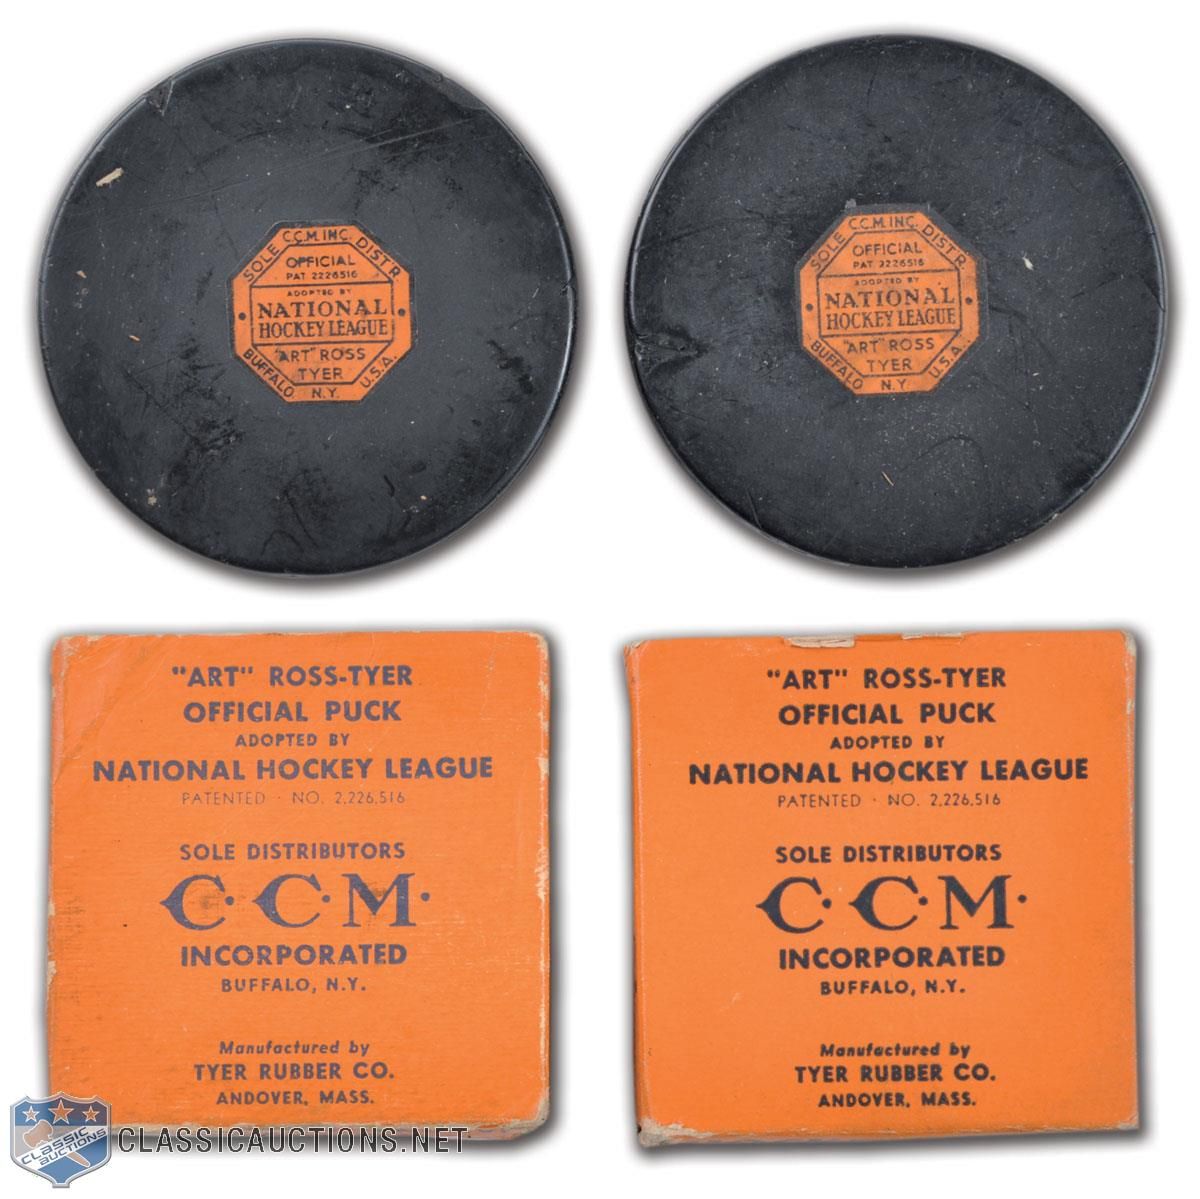 SOLE C.C.M. INC. DISTR.
OFFICIAL
PAT 2226516
ADOPTED BY
NATIONAL
HOCKEY LEAGUE
"ART" ROSS
TYER
BUFFALO N.Y. U.S.A.
SOLE C.C.M. INC. DISTR.
OFFICIAL
PAT 2226516
ADOPTED BY
NATIONAL
HOCKEY LEAGUE
"ART" ROSS
TYER
BUFFALO N.Y. U.S.A.
"ART" ROSS-TYER
OFFICIAL PUCK
ADOPTED BY
NATIONAL HOCKEY LEAGUE
PATENTED · NO. 2,226,516
SOLE DISTRIBUTORS
C·C·M·
INCORPORATED
BUFFALO, N.Y.
Manufactured by
TYER RUBBER CO.
ANDOVER, MASS.
"ART" ROSS-TYER
OFFICIAL PUCK
ADOPTED BY
NATIONAL HOCKEY LEAGUE
PATENTED · NO. 2,226,516
SOLE DISTRIBUTORS
C·C·M·
INCORPORATED
BUFFALO, N.Y.
Manufactured by
TYER RUBBER CO.
ANDOVER, MASS.
CLASSIC
AUCTIONS
CLASSICAUCTIONS.NET